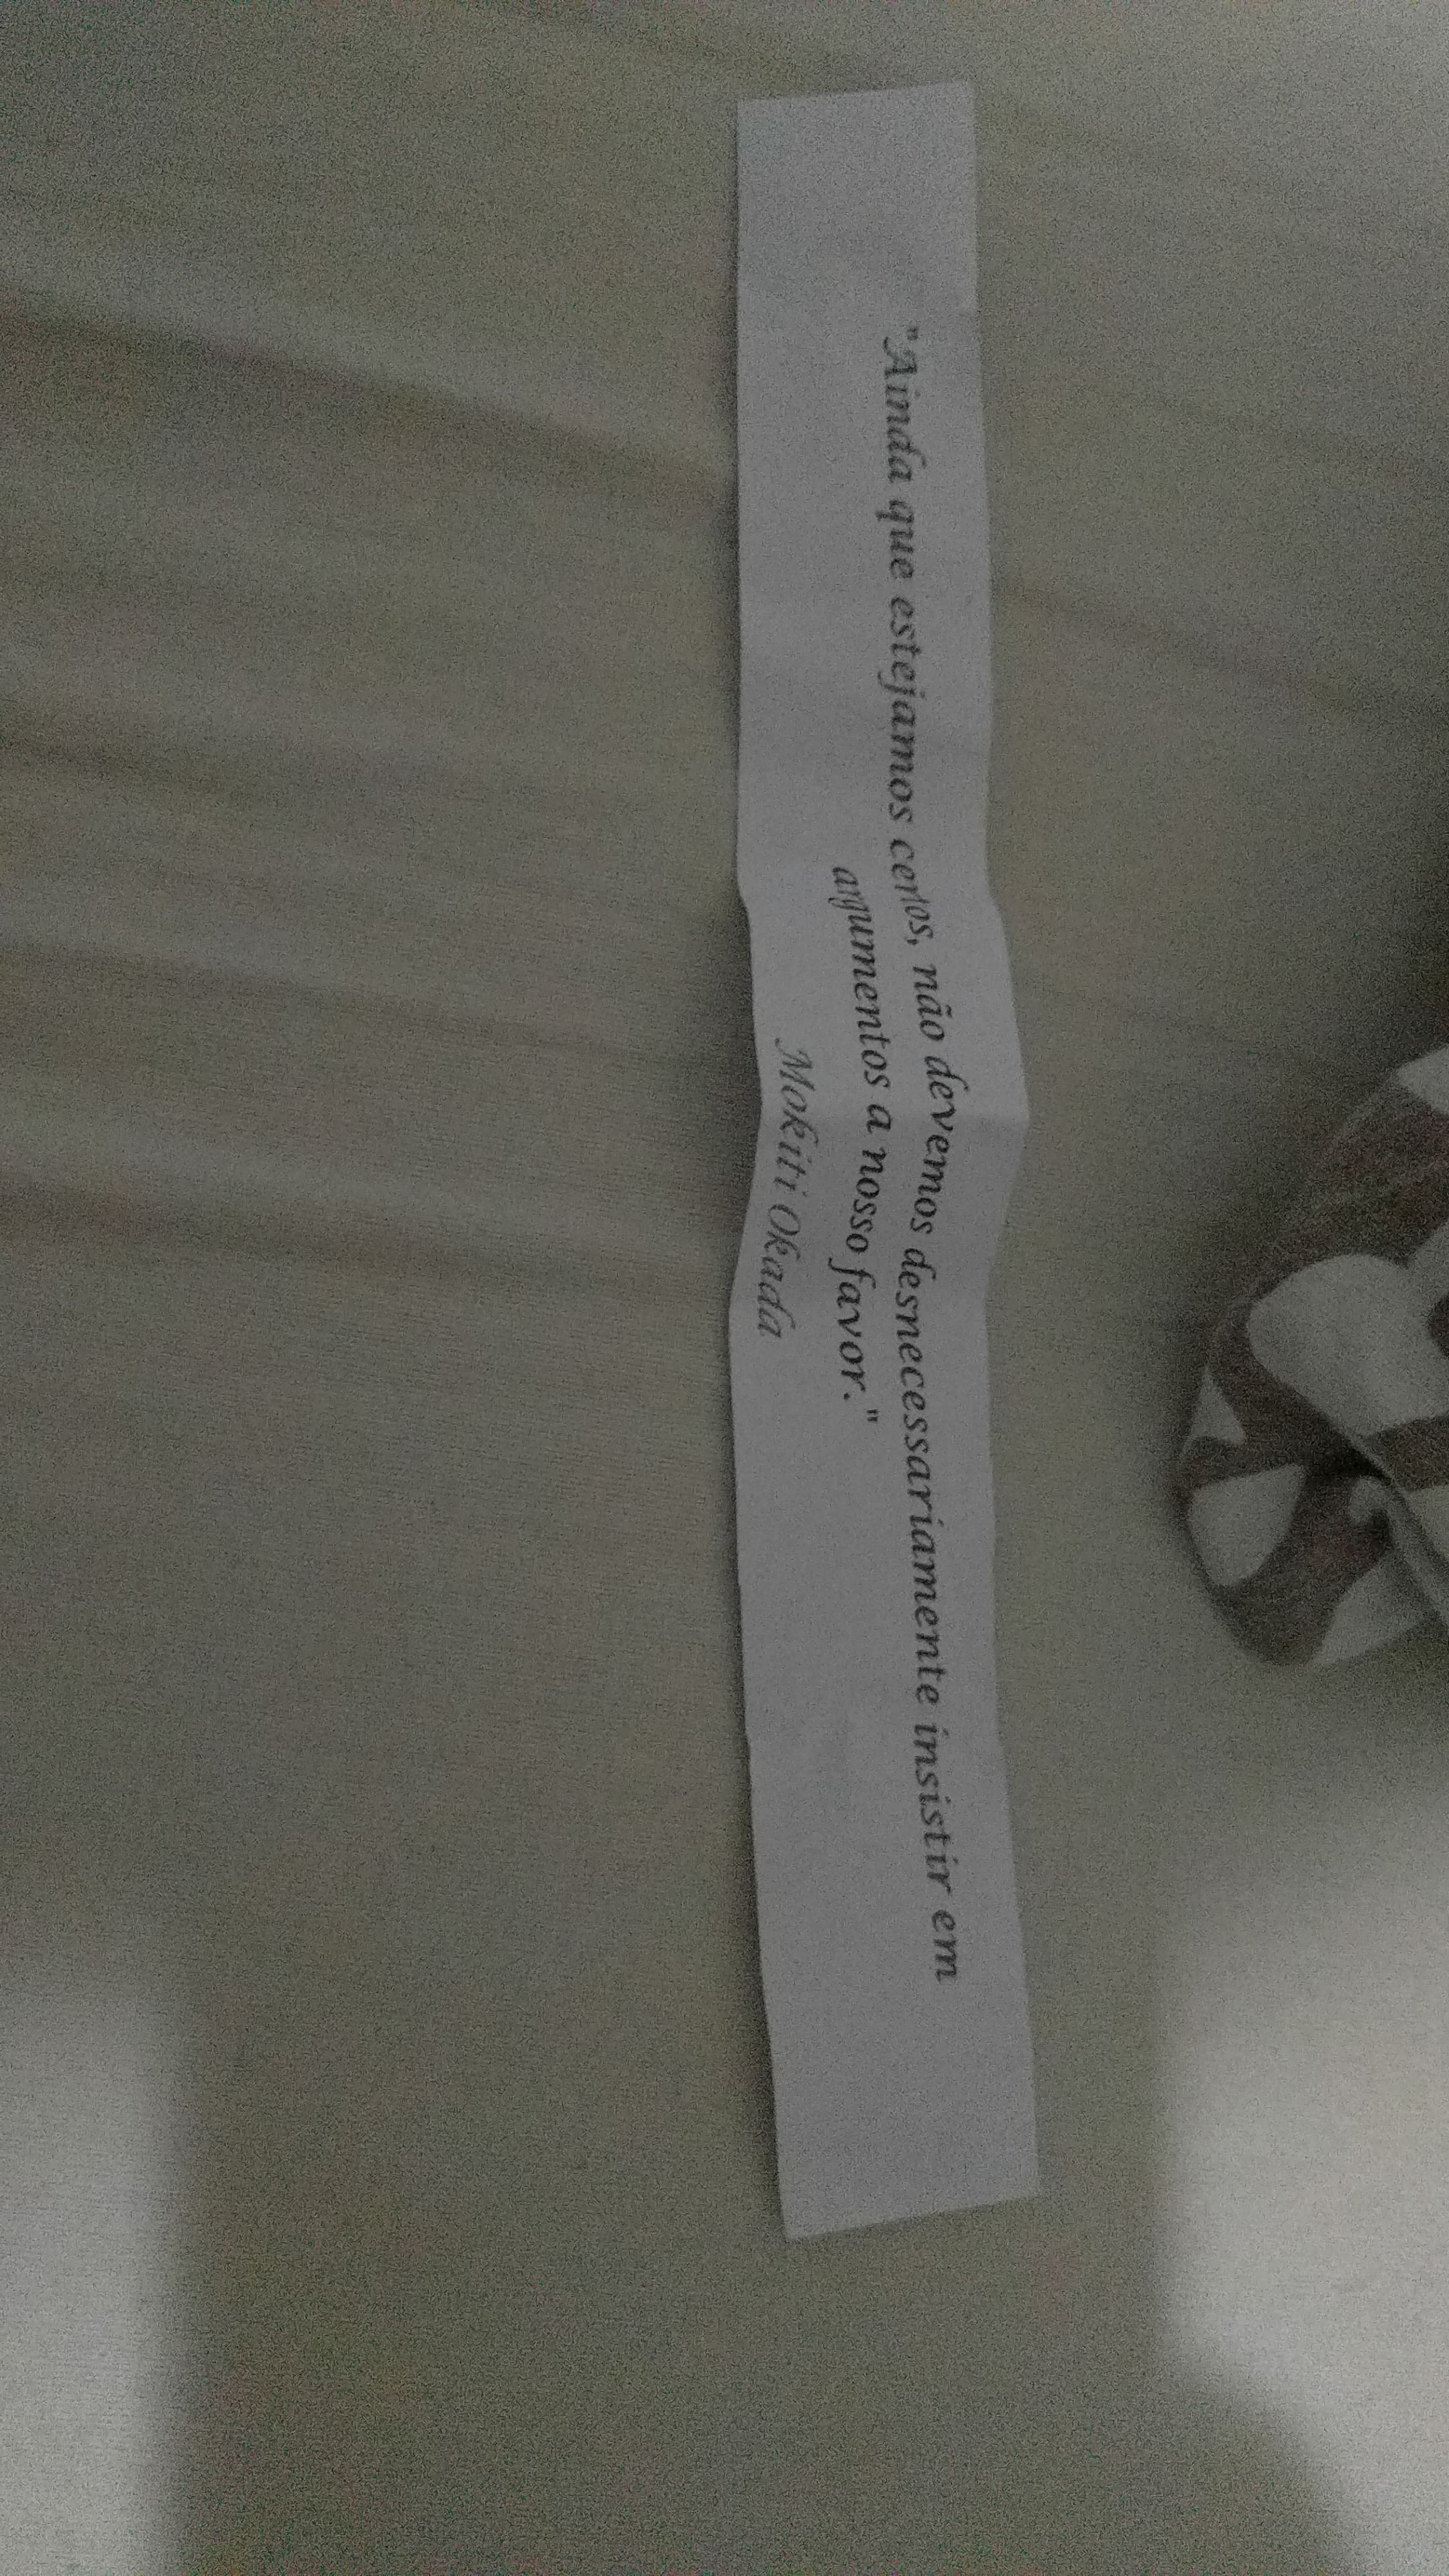 "Ainda que estejamos certos, não devemos desnecessariamente insistir em
argumentos a nosso favor."
Mokiti Okada